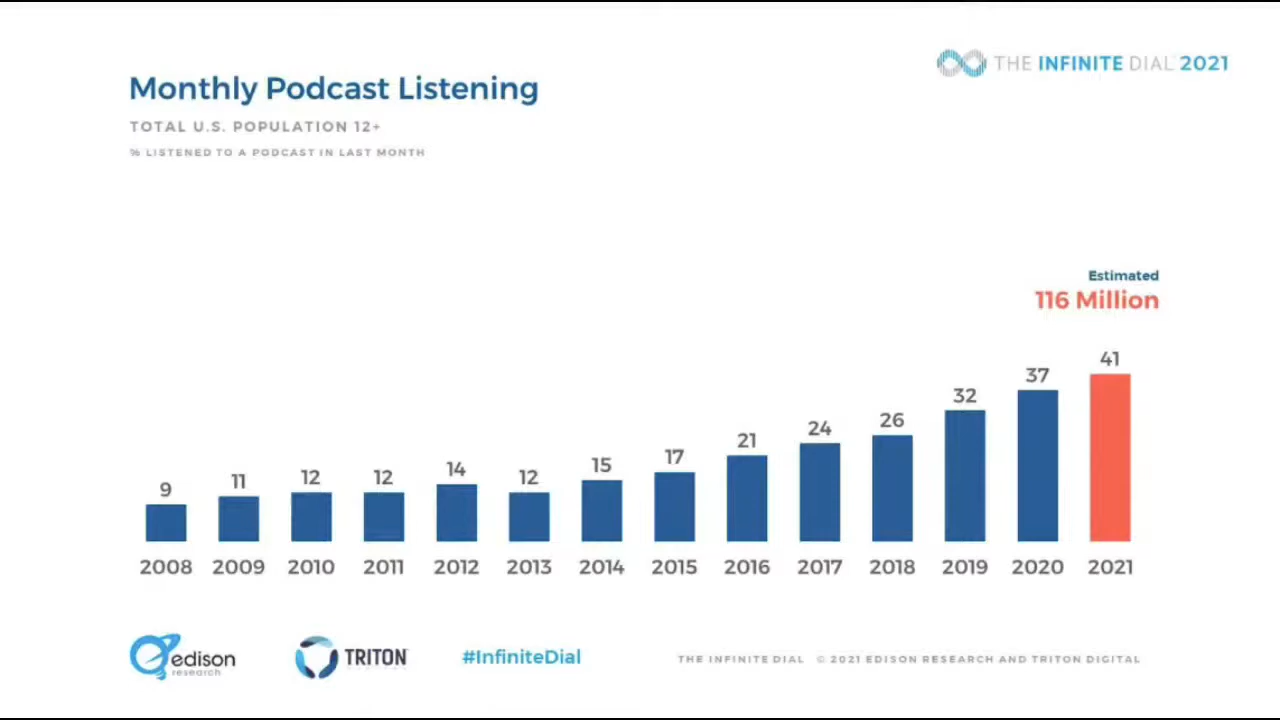 THE INFINITE DIAL 2021
Monthly Podcast Listening
TOTAL U.S. POPULATION 12+
% LISTENED TO A PODCAST IN LAST MONTH
Estimated
116 Million
9 11 12 12 14 12 15 17 21 24 26 32 37 41
2008 2009 2010 2011 2012 2013 2014 2015 2016 2017 2018 2019 2020 2021
edison
research
TRITON
#InfiniteDial
THE INFINITE DIAL © 2021 EDISON RESEARCH AND TRITON DIGITAL